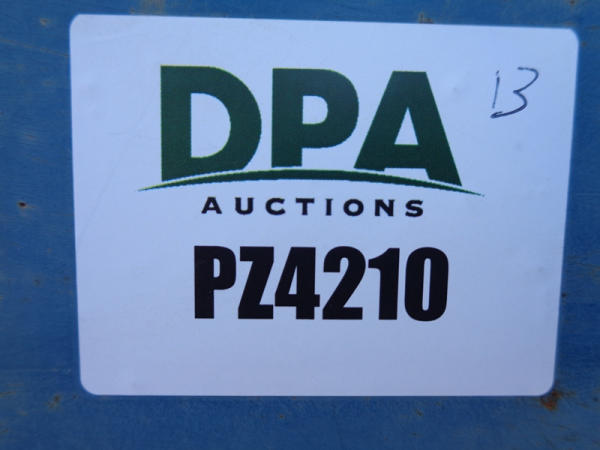 DPA
13
AUCTIONS
PZ4210